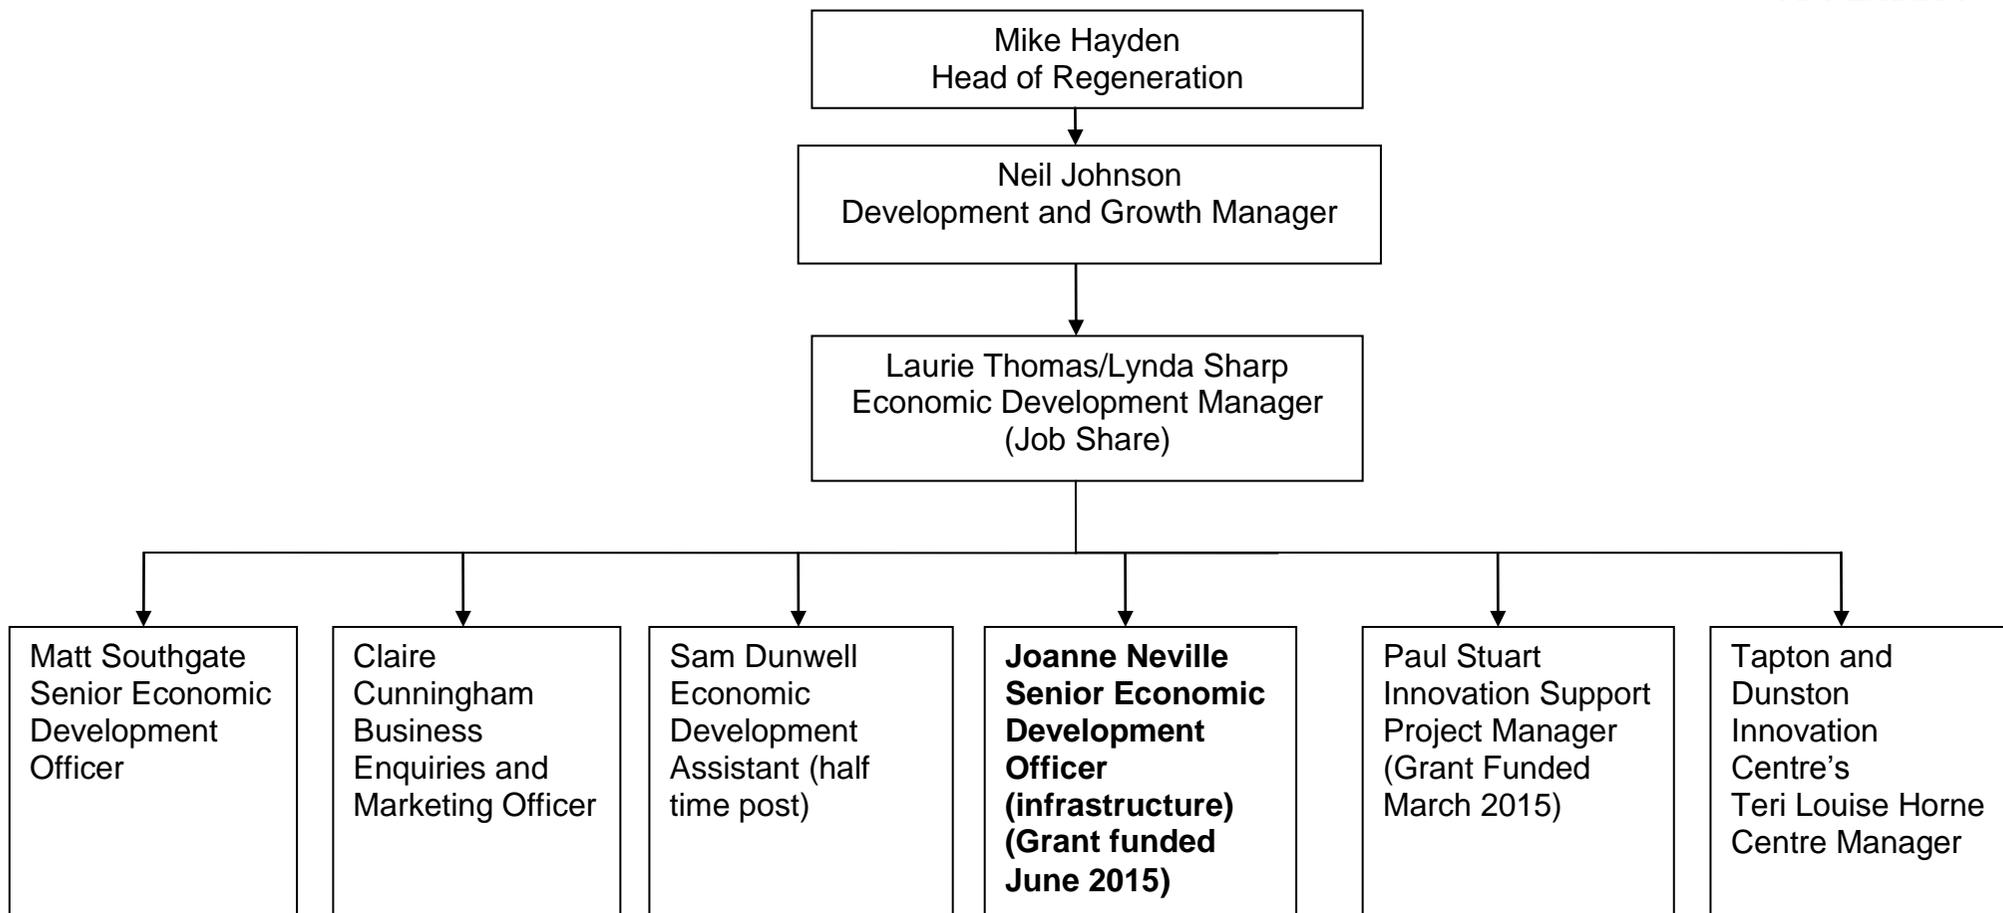 Mike Hayden
Head of Regeneration
Neil Johnson
Development and Growth Manager
Laurie Thomas/Lynda Sharp
Economic Development Manager
(Job Share)
Matt Southgate
Senior Economic
Development
Officer
Claire
Cunningham
Business
Enquiries and
Marketing Officer
Sam Dunwell
Economic
Development
Assistant (half
time post)
Joanne Neville
Senior Economic
Development
Officer
(infrastructure)
(Grant funded
June 2015)
Paul Stuart
Innovation Support
Project Manager
(Grant Funded
March 2015)
Tapton and
Dunston
Innovation
Centre’s
Teri Louise Horne
Centre Manager